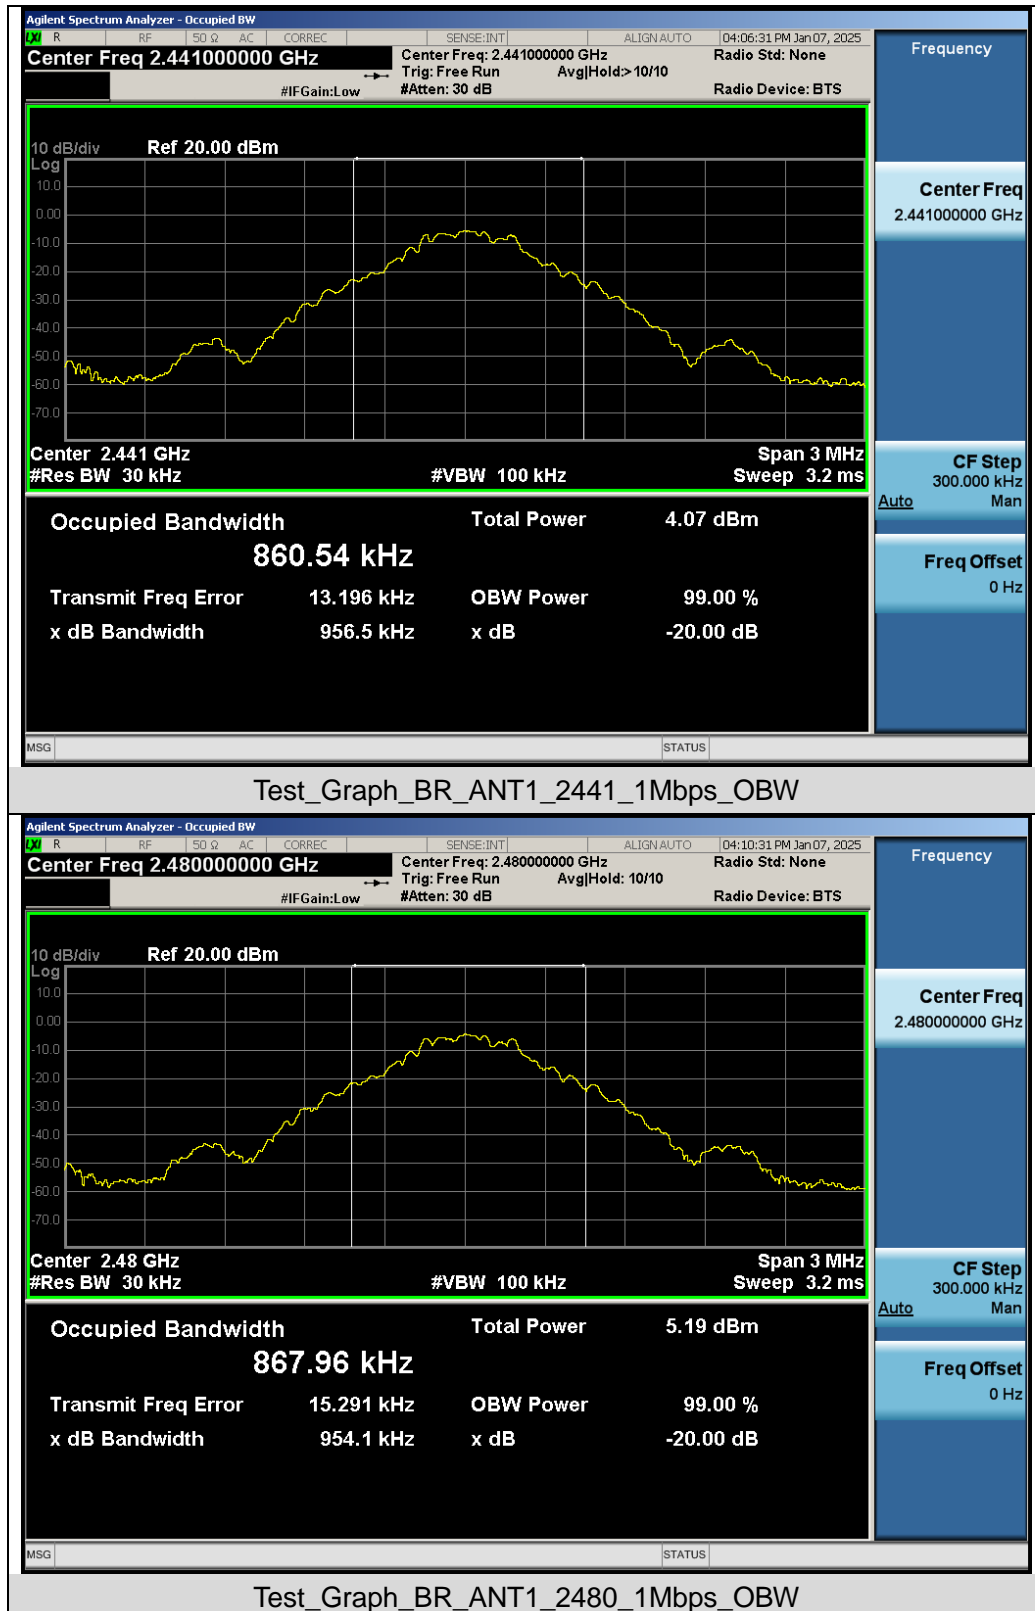 Agilent Spectrum Analyzer - Occupied BW
LXI R RF 50 Ω AC CORREC SENSE:INT ALIGN AUTO 04:06:31 PM Jan 07, 2025
Center Freq 2.441000000 GHz Center Freq: 2.441000000 GHz Radio Std: None Frequency
Trig: Free Run Avg|Hold:> 10/10
#IFGain:Low #Atten: 30 dB Radio Device: BTS
10 dB/div Ref 20.00 dBm
Log
10.0
0.00
-10.0
-20.0
-30.0
-40.0
-50.0
-60.0
-70.0
Center Freq
2.441000000 GHz
Center 2.441 GHz Span 3 MHz
#Res BW 30 kHz #VBW 100 kHz Sweep 3.2 ms
CF Step
300.000 kHz
Auto Man
Occupied Bandwidth Total Power 4.07 dBm
860.54 kHz
Freq Offset
0 Hz
Transmit Freq Error 13.196 kHz OBW Power 99.00 %
x dB Bandwidth 956.5 kHz x dB -20.00 dB
MSG STATUS
Test_Graph_BR_ANT1_2441_1Mbps_OBW
Agilent Spectrum Analyzer - Occupied BW
LXI R RF 50 Ω AC CORREC SENSE:INT ALIGN AUTO 04:10:31 PM Jan 07, 2025
Center Freq 2.480000000 GHz Center Freq: 2.480000000 GHz Radio Std: None Frequency
Trig: Free Run Avg|Hold: 10/10
#IFGain:Low #Atten: 30 dB Radio Device: BTS
10 dB/div Ref 20.00 dBm
Log
10.0
0.00
-10.0
-20.0
-30.0
-40.0
-50.0
-60.0
-70.0
Center Freq
2.480000000 GHz
Center 2.48 GHz Span 3 MHz
#Res BW 30 kHz #VBW 100 kHz Sweep 3.2 ms
CF Step
300.000 kHz
Auto Man
Occupied Bandwidth Total Power 5.19 dBm
867.96 kHz
Freq Offset
0 Hz
Transmit Freq Error 15.291 kHz OBW Power 99.00 %
x dB Bandwidth 954.1 kHz x dB -20.00 dB
MSG STATUS
Test_Graph_BR_ANT1_2480_1Mbps_OBW